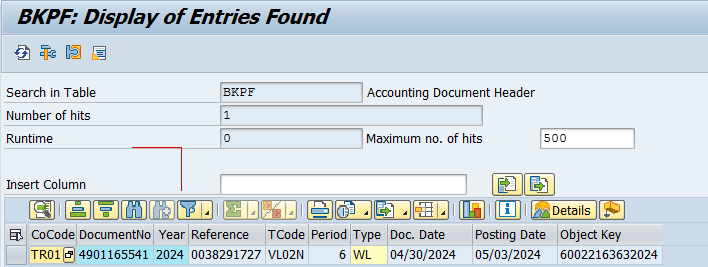 BKPF: Display of Entries Found
Search in Table BKPF Accounting Document Header
Number of hits 1
Runtime 0 Maximum no. of hits 500
Insert Column
Details
CoCode DocumentNo Year Reference TCode Period Type Doc. Date Posting Date Object Key
TR01 4901165541 2024 0038291727 VL02N 6 WL 04/30/2024 05/03/2024 60022163632024